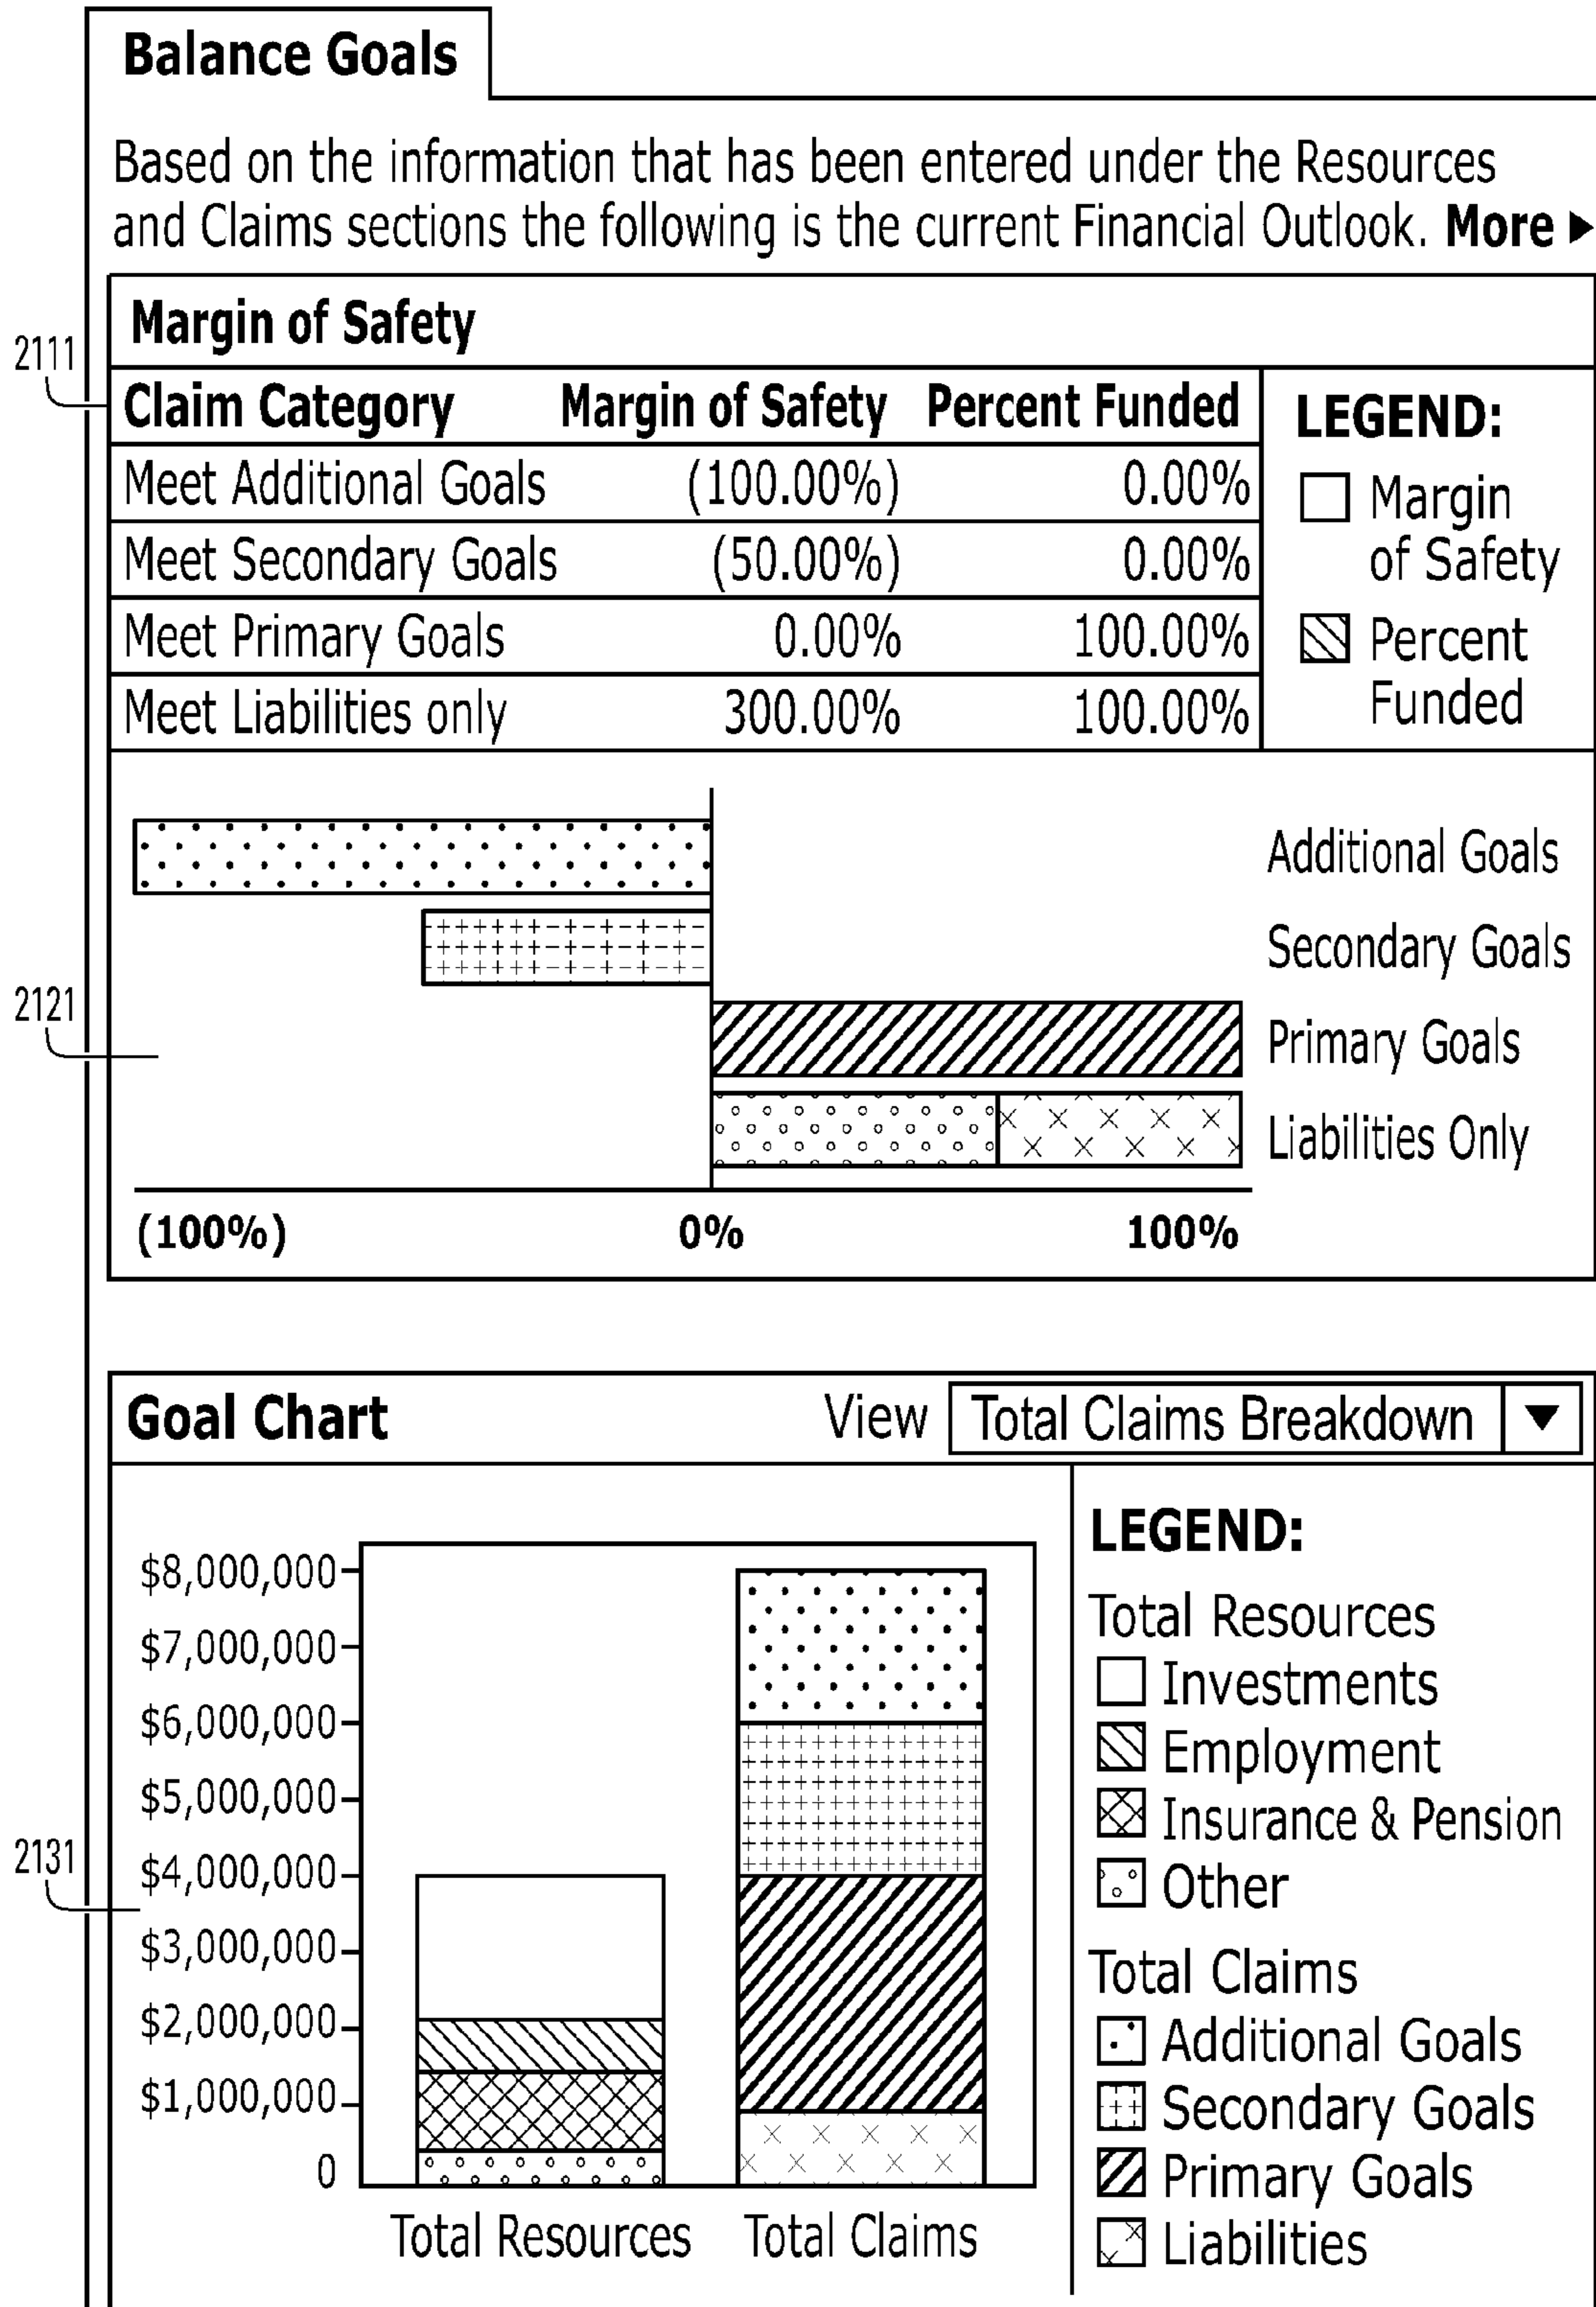 Balance Goals
Based on the information that has been entered under the Resources
and Claims sections the following is the current Financial Outlook. More ▶
Margin of Safety
2111
Claim Category Margin of Safety Percent Funded
Meet Additional Goals (100.00%) 0.00%
Meet Secondary Goals (50.00%) 0.00%
Meet Primary Goals 0.00% 100.00%
Meet Liabilities only 300.00% 100.00%
LEGEND:
Margin
of Safety
Percent
Funded
Additional Goals
Secondary Goals
2121
Primary Goals
Liabilities Only
(100%) 0% 100%
Goal Chart View Total Claims Breakdown ▼
$8,000,000
$7,000,000
$6,000,000
$5,000,000
2131
$4,000,000
$3,000,000
$2,000,000
$1,000,000
0
Total Resources Total Claims
LEGEND:
Total Resources
Investments
Employment
Insurance & Pension
Other
Total Claims
Additional Goals
Secondary Goals
Primary Goals
Liabilities